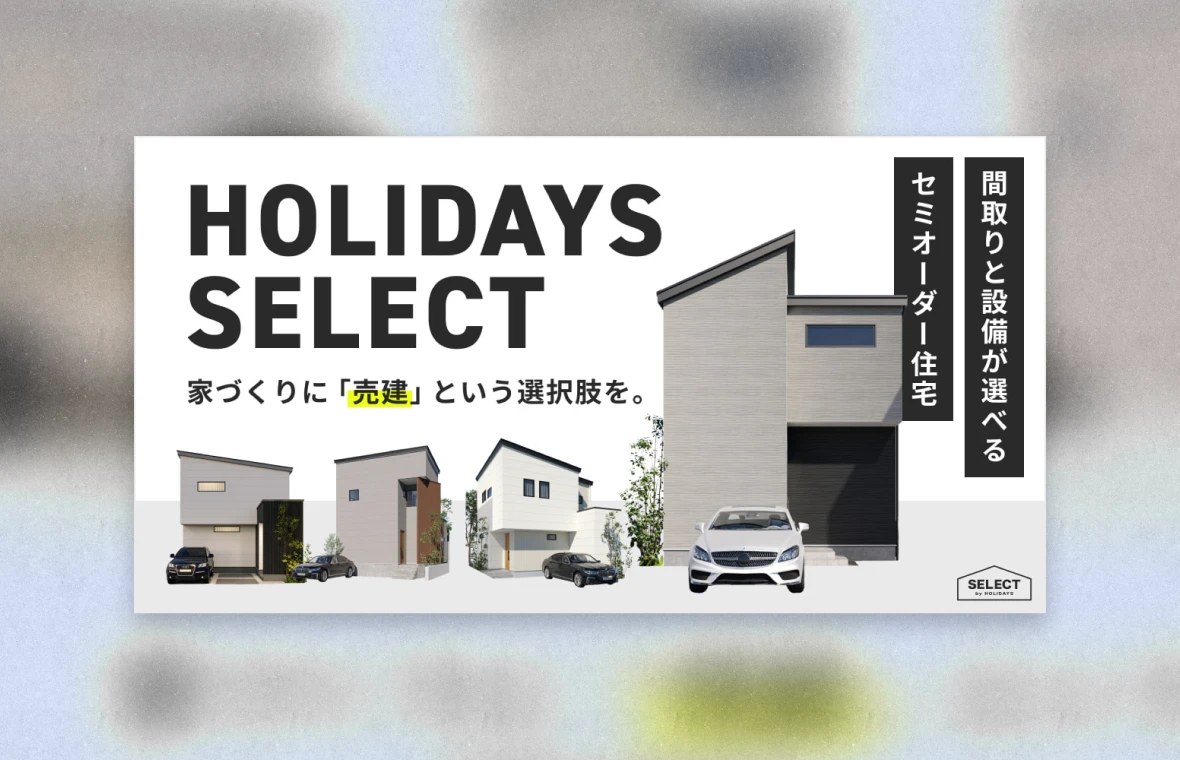 HOLIDAYS
SELECT
家づくりに「売建」という選択肢を。
間取りと設備が選べる
セミオーダー住宅
SELECT
by HOLIDAYS